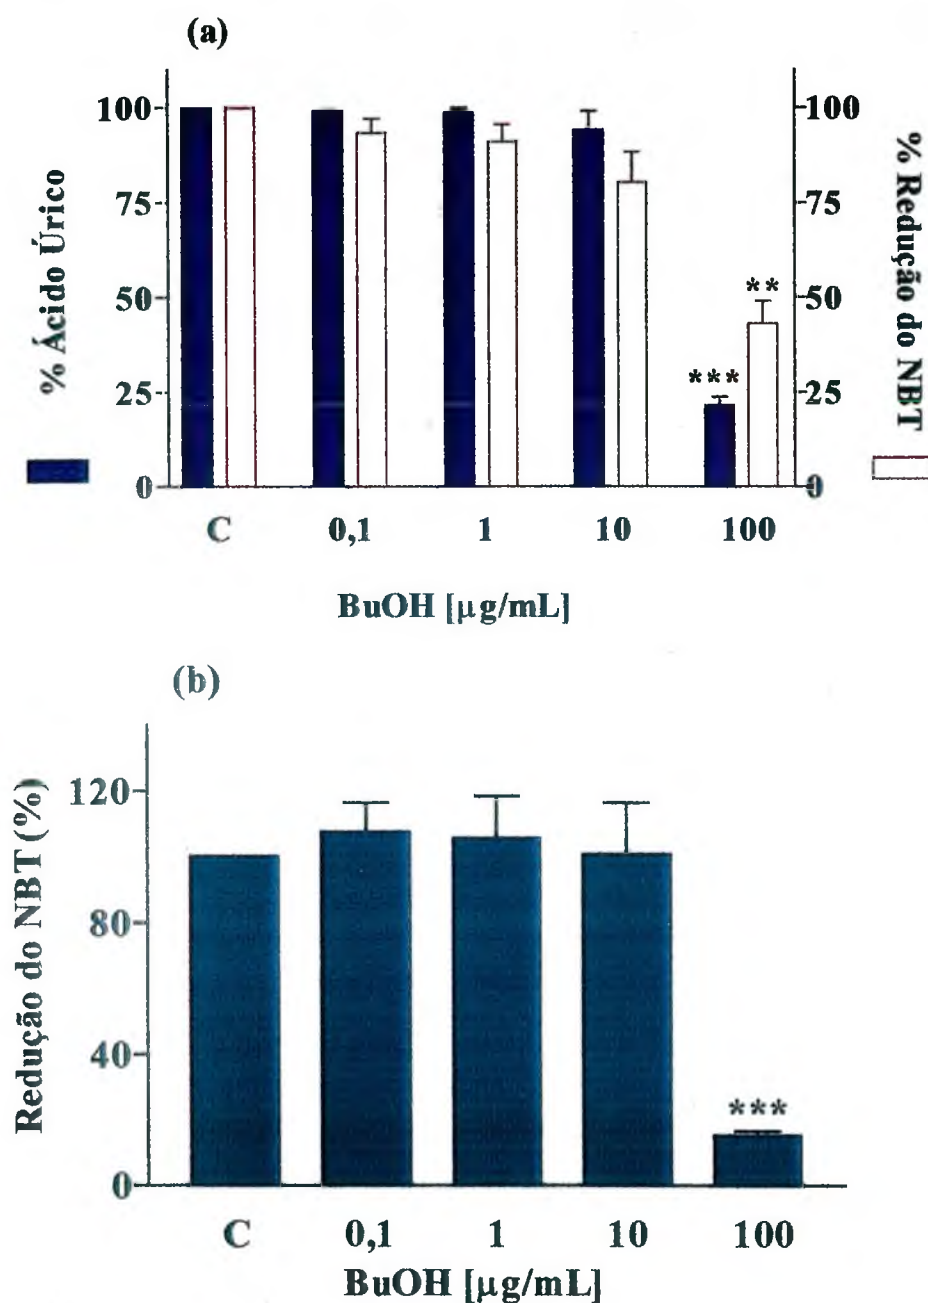 (a)
% Ácido Úrico
100
75
50
25
0
100
75
50
25
0
% Redução do NBT
***
**
C 0,1 1 10 100
BuOH [µg/mL]
(b)
Redução do NBT (%)
120
80
40
0
***
C 0,1 1 10 100
BuOH [µg/mL]